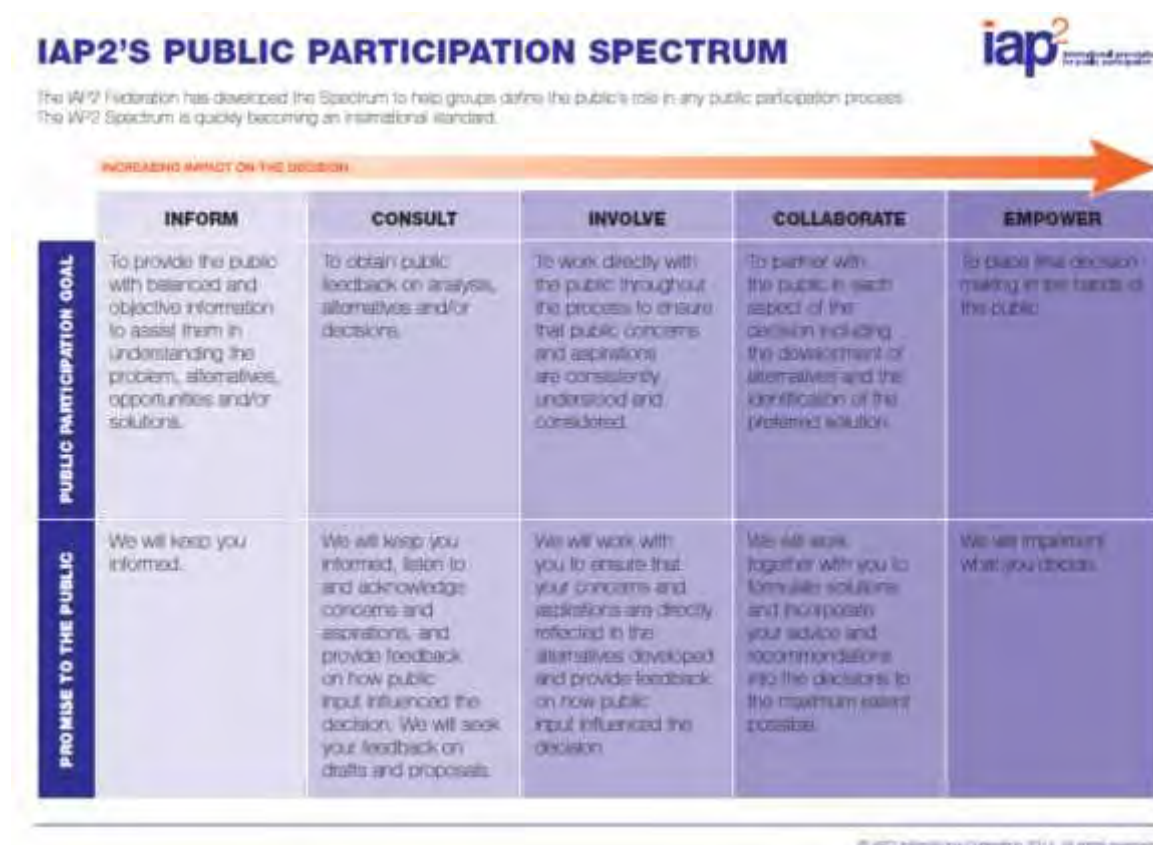 IAP2'S PUBLIC PARTICIPATION SPECTRUM
iap2
The IAP2 Federation has developed the Spectrum to help groups define the public's role in any public participation process.
The IAP2 Spectrum is quickly becoming an international standard.
INCREASING IMPACT ON THE DECISION
INFORM
CONSULT
INVOLVE
COLLABORATE
EMPOWER
PUBLIC PARTICIPATION GOAL
To provide the public
with balanced and
objective information
to assist them in
understanding the
problem, alternatives,
opportunities and/or
solutions.
To obtain public
feedback on analysis,
alternatives and/or
decisions.
To work directly with
the public throughout
the process to ensure
that public concerns
and aspirations
are consistently
understood and
considered.
To partner with
the public in each
aspect of the
decision including
the development of
alternatives and the
identification of the
preferred solution.
To place final decision
making in the hands of
the public.
PROMISE TO THE PUBLIC
We will keep you
informed.
We will keep you
informed, listen to
and acknowledge
concerns and
aspirations, and
provide feedback
on how public
input influenced the
decision. We will seek
your feedback on
drafts and proposals.
We will work with
you to ensure that
your concerns and
aspirations are directly
reflected in the
alternatives developed
and provide feedback
on how public
input influenced the
decision.
We will work
together with you to
formulate solutions
and incorporate
your advice and
recommendations
into the decisions to
the maximum extent
possible.
We will implement
what you decide.